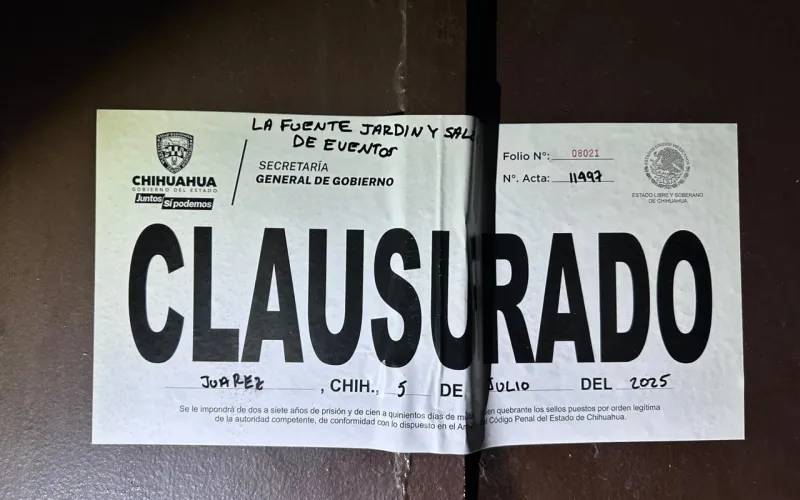 LA FUENTE JARDIN Y SAL
DE EVENTOS
CHIHUAHUA
GOBIERNO DEL ESTADO
Juntos Sí podemos
SECRETARÍA
GENERAL DE GOBIERNO
Folio N°: 08021
N°. Acta: 11497
ESTADO LIBRE Y SOBERANO
DE CHIHUAHUA
CLAUSURADO
JUAREZ, CHIH., 5 DE JULIO DEL 2025
Se le impondrá de dos a siete años de prisión y de cien a quinientos días de en quebrante los sellos puestos por orden legítima
de la autoridad competente, de conformidad con lo dispuesto en el Código Penal del Estado de Chihuahua.